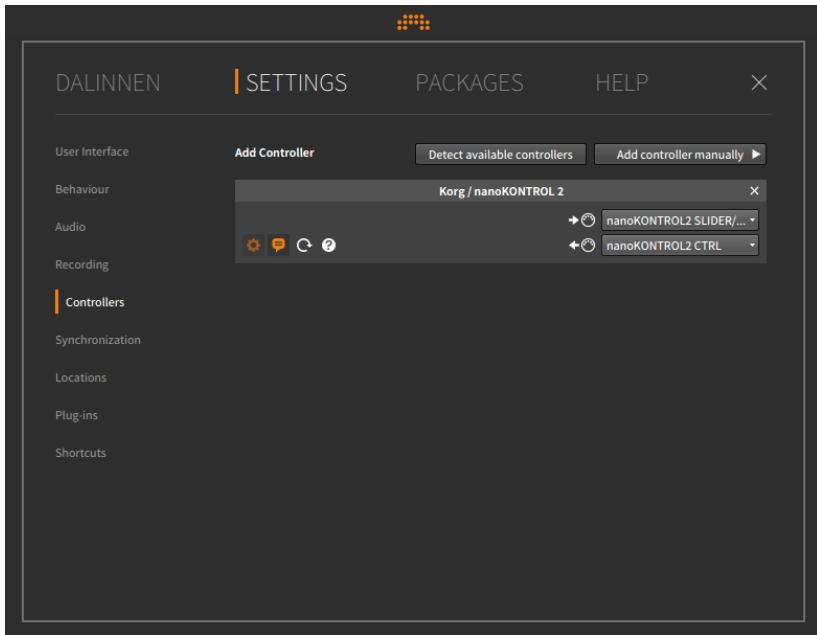 DALINNEN SETTINGS PACKAGES HELP
User Interface
Behaviour
Audio
Recording
Controllers
Synchronization
Locations
Plug-ins
Shortcuts
Add Controller Detect available controllers Add controller manually
Korg / nanoKONTROL 2
nanoKONTROL2 SLIDER/...
nanoKONTROL2 CTRL